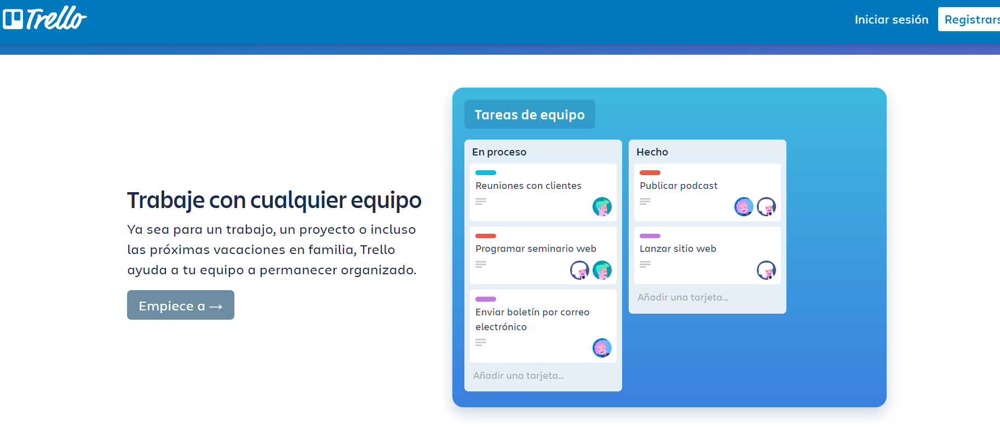 Trello
Iniciar sesión
Registrars
Trabaje con cualquier equipo
Ya sea para un trabajo, un proyecto o incluso
las próximas vacaciones en familia, Trello
ayuda a tu equipo a permanecer organizado.
Empiece a →
Tareas de equipo
En proceso
Reuniones con clientes
Programar seminario web
Enviar boletín por correo
electrónico
Añadir una tarjeta...
Hecho
Publicar podcast
Lanzar sitio web
Añadir una tarjeta...